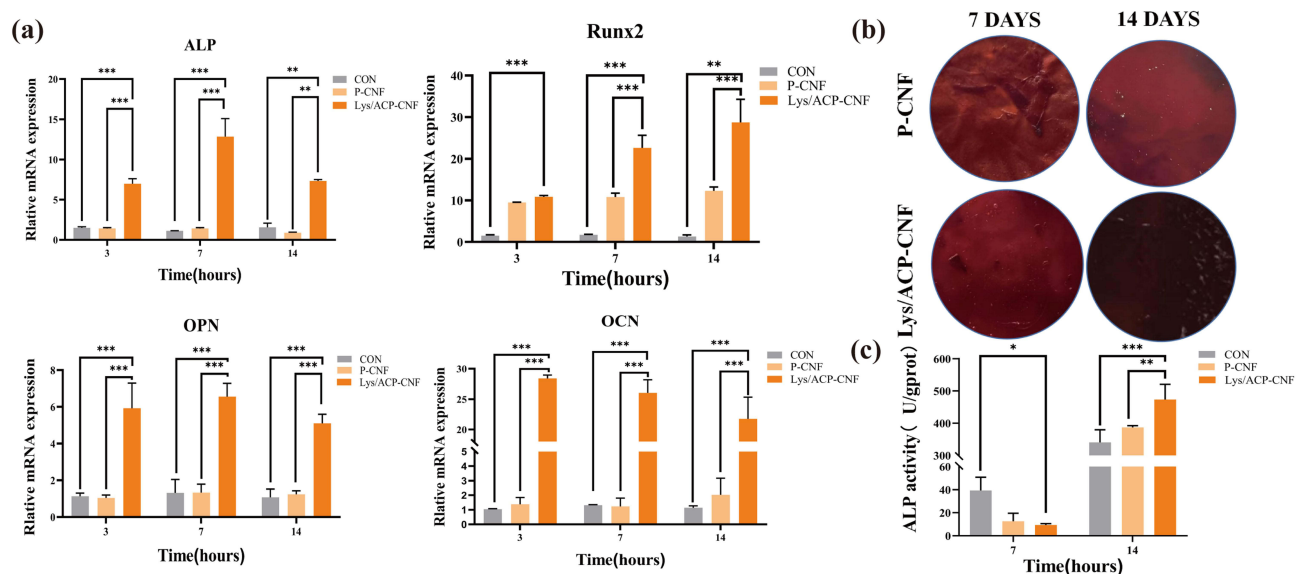 (a)
ALP
Rlative mRNA expression
20
15
10
5
0
***
***
***
***
**
**
CON
P-CNF
Lys/ACP-CNF
3
7
14
Time(hours)
Runx2
Rlative mRNA expression
40
30
20
10
0
***
***
***
**
***
CON
P-CNF
Lys/ACP-CNF
3
7
14
Time(hours)
OPN
Rlative mRNA expression
8
6
4
2
0
***
***
***
***
***
***
CON
P-CNF
Lys/ACP-CNF
3
7
14
Time(hours)
OCN
Rlative mRNA expression
30
25
20
5
4
3
2
1
0
***
***
***
***
***
***
CON
P-CNF
Lys/ACP-CNF
3
7
14
Time(hours)
(b)
7 DAYS
14 DAYS
P-CNF
Lys/ACP-CNF
(c)
ALP activity（ U/gprot）
600
500
400
300
60
40
20
0
*
***
**
CON
P-CNF
Lys/ACP-CNF
7
14
Time(hours)